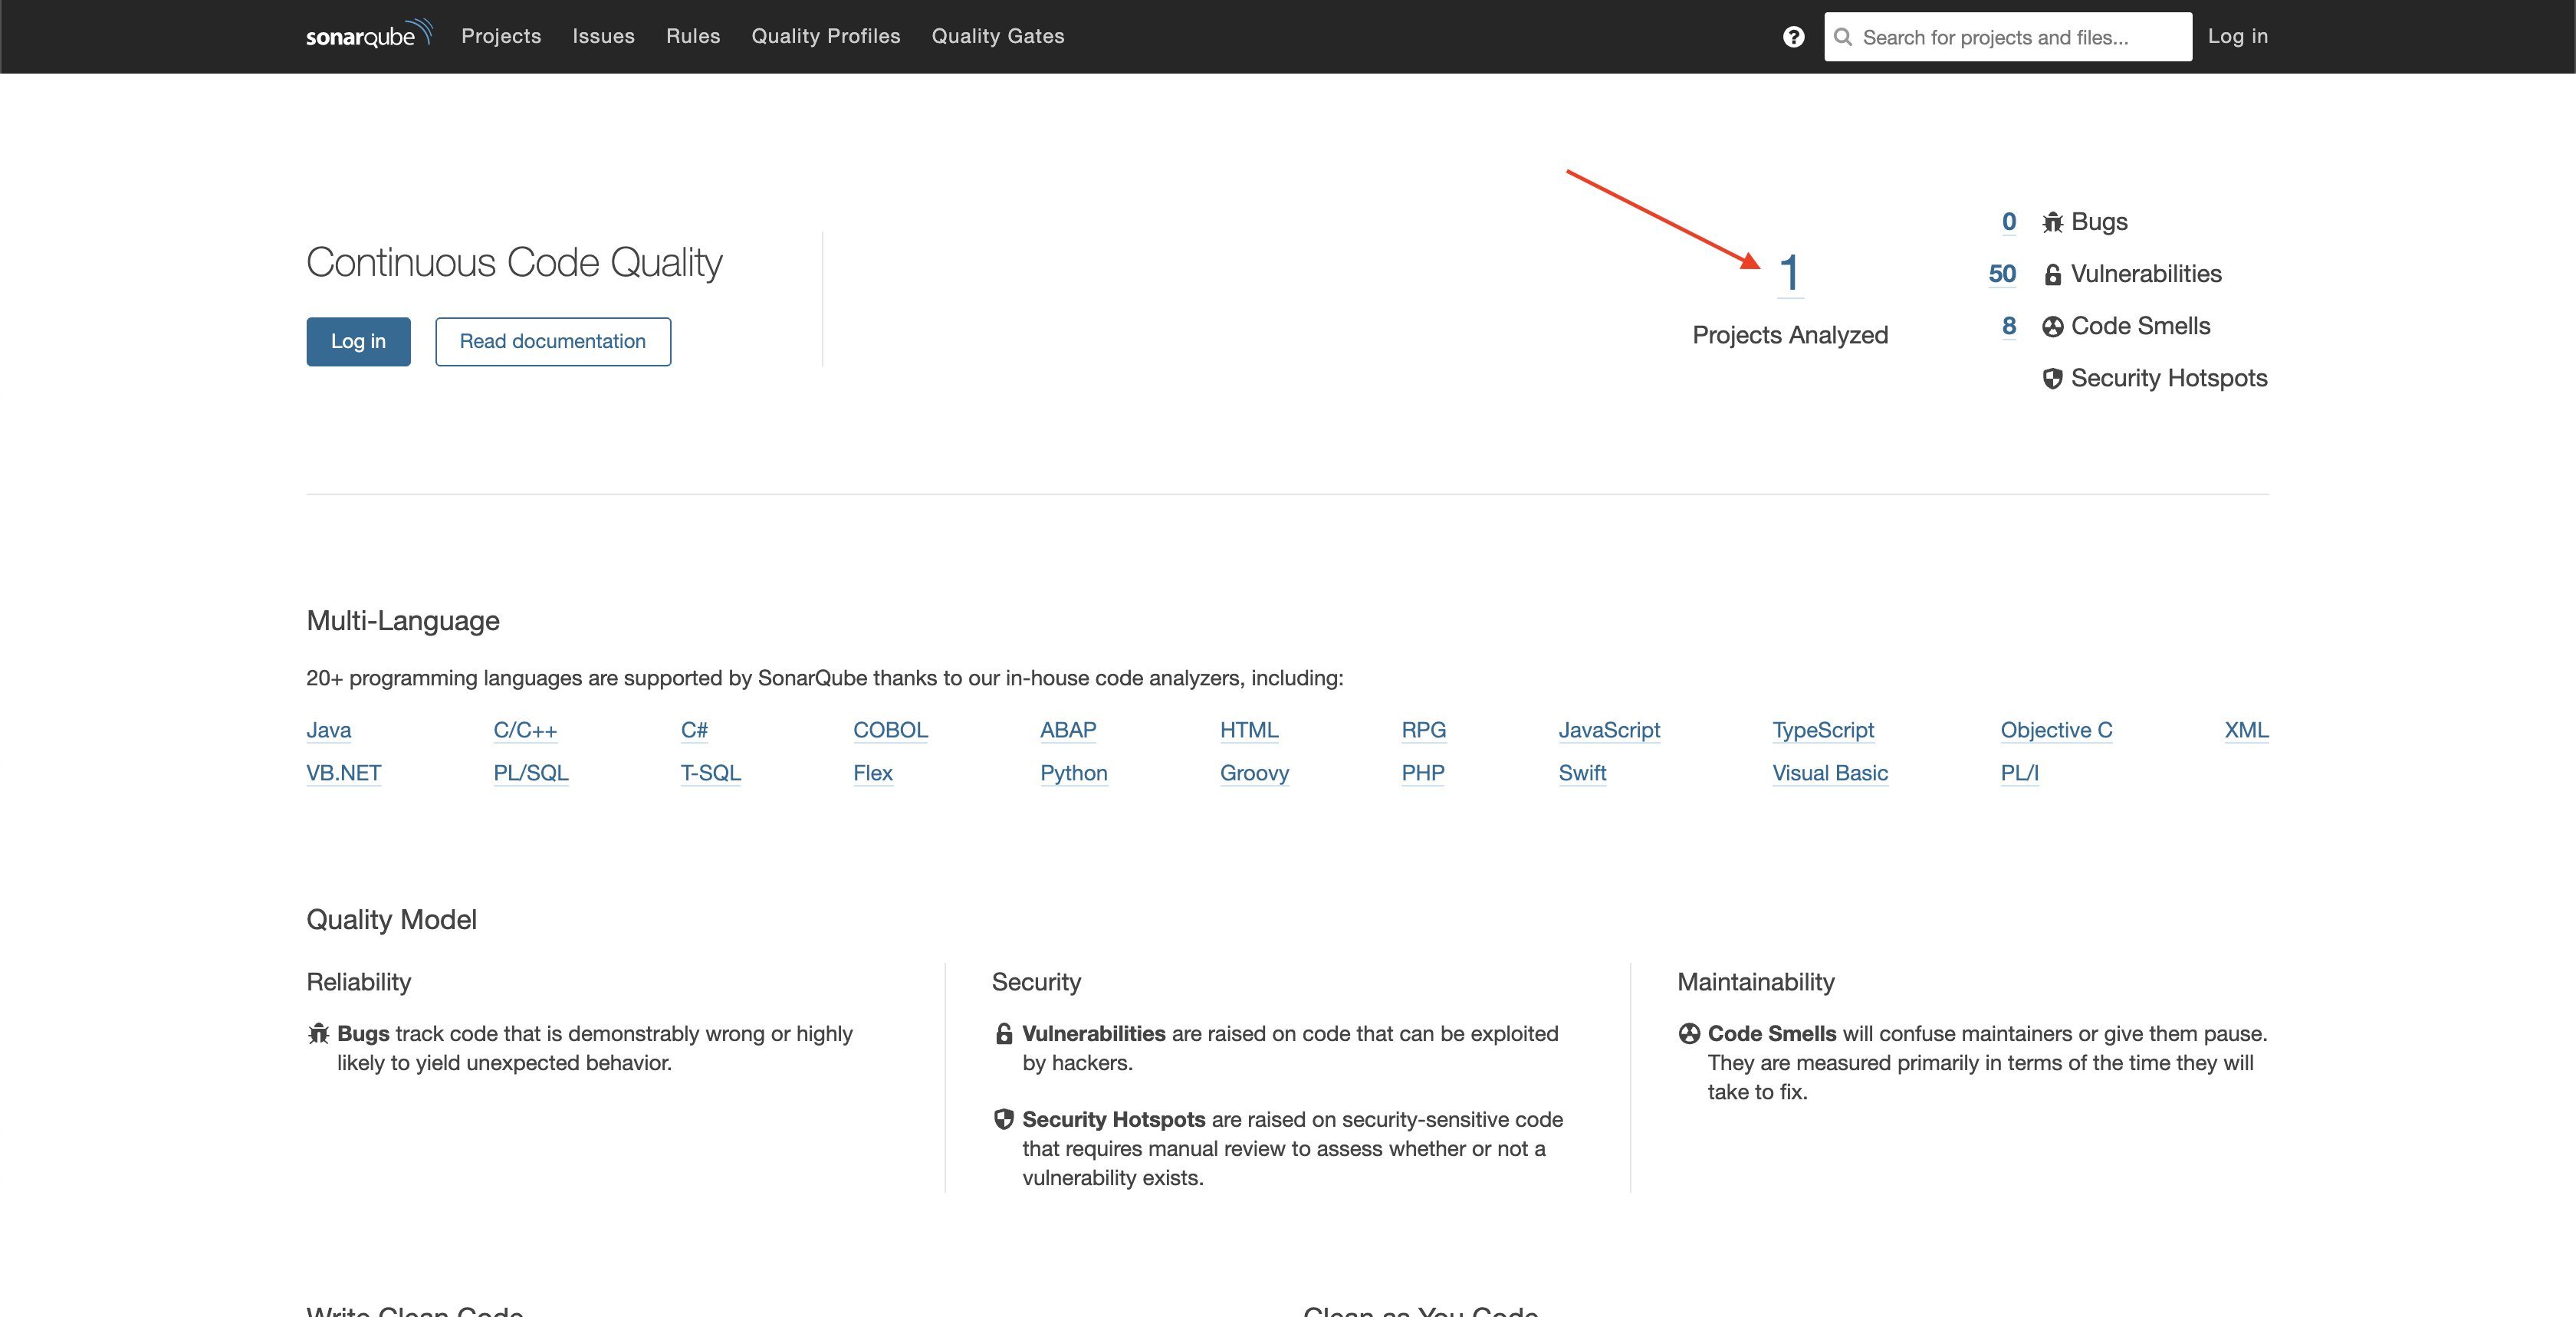 sonarqube Projects Issues Rules Quality Profiles Quality Gates ? Search for projects and files... Log in
Continuous Code Quality
Log in Read documentation
1
Projects Analyzed
0 Bugs
50 Vulnerabilities
8 Code Smells
Security Hotspots
Multi-Language
20+ programming languages are supported by SonarQube thanks to our in-house code analyzers, including:
Java C/C++ C# COBOL ABAP HTML RPG JavaScript TypeScript Objective C XML
VB.NET PL/SQL T-SQL Flex Python Groovy PHP Swift Visual Basic PL/I
Quality Model
Reliability
Bugs track code that is demonstrably wrong or highly
likely to yield unexpected behavior.
Security
Vulnerabilities are raised on code that can be exploited
by hackers.
Security Hotspots are raised on security-sensitive code
that requires manual review to assess whether or not a
vulnerability exists.
Maintainability
Code Smells will confuse maintainers or give them pause.
They are measured primarily in terms of the time they will
take to fix.
Write Clean Code Clean as You Code